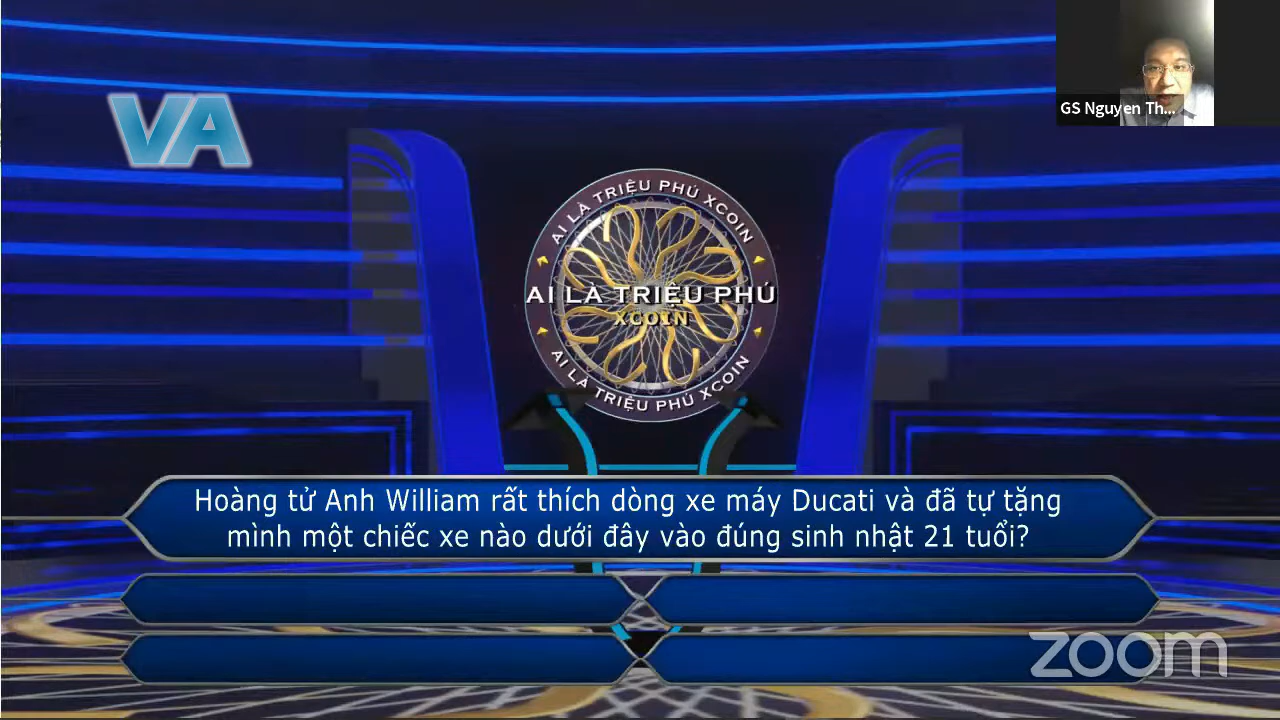 VA
GS Nguyen Th...
AI LÀ TRIỆU PHÚ XCOIN
AI LÀ TRIỆU PHÚ
XCOIN
AI LÀ TRIỆU PHÚ XCOIN
Hoàng tử Anh William rất thích dòng xe máy Ducati và đã tự tặng
mình một chiếc xe nào dưới đây vào đúng sinh nhật 21 tuổi?
zoom